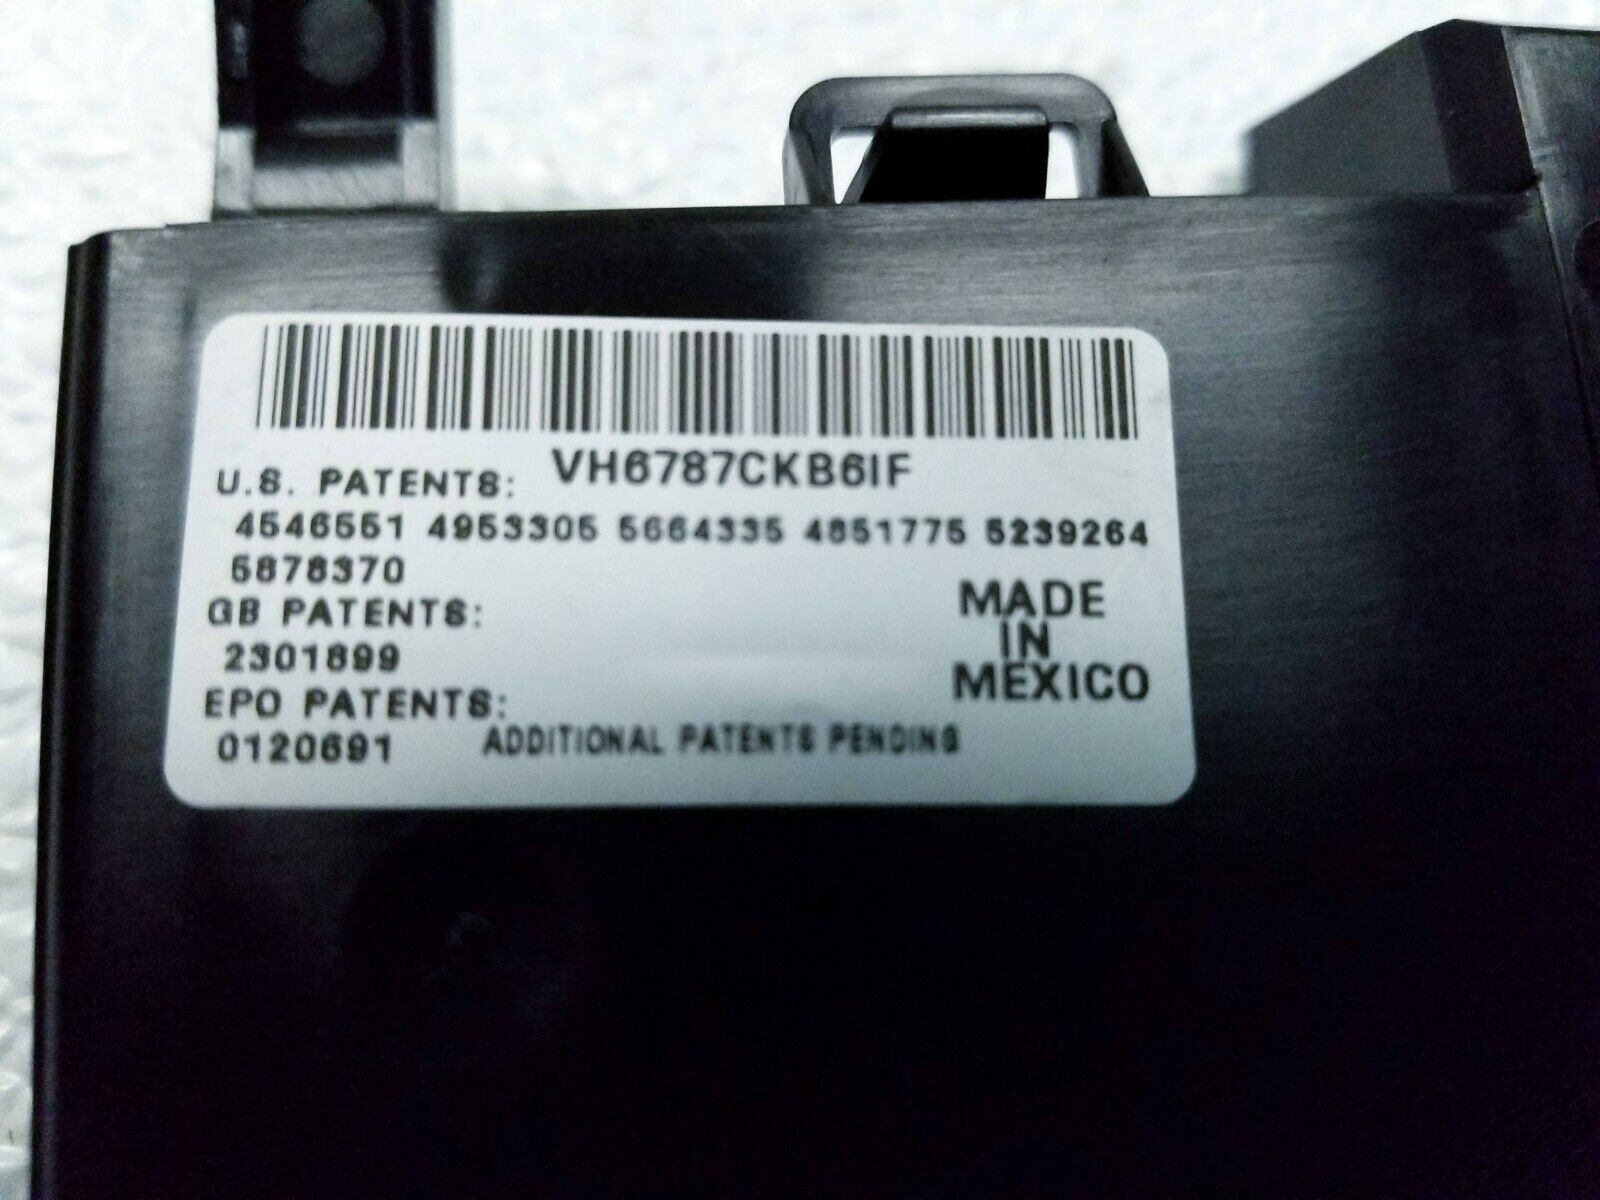 VH6787CKB6IF
U.S. PATENTS:
4546551 4953305 5664335 4851775 5239264
5878370
GB PATENTS:
2301899
EPO PATENTS:
0120691
ADDITIONAL PATENTS PENDING
MADE
IN
MEXICO